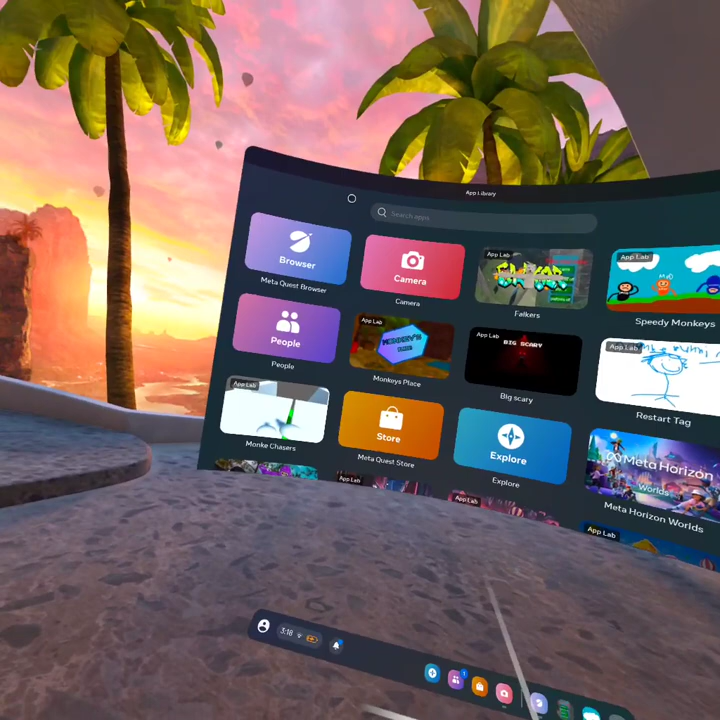 App Library
Search apps
Browser
Meta Quest Browser
Camera
Camera
App Lab
Falkers
App Lab
Speedy Monkeys
People
People
App Lab
Monkeys Place
App Lab
BIG SCARY
Big scary
App Lab
Restart Tag
App Lab
Monke Chasers
Store
Meta Quest Store
Explore
Explore
Meta Horizon
Worlds
Meta Horizon Worlds
App Lab
App Lab
App Lab
3:18
1